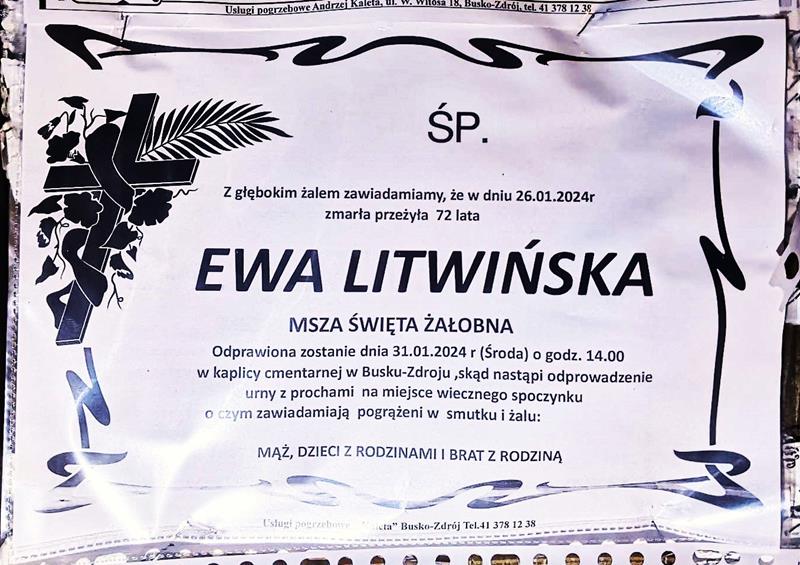 Usługi pogrzebowe Andrzej Kaleta, ul. W. Witosa 18, Busko-Zdrój, tel. 41 378 12 38
ŚP.
Z głębokim żalem zawiadamiamy, że w dniu 26.01.2024r
zmarła przeżyła 72 lata
EWA LITWIŃSKA
MSZA ŚWIĘTA ŻAŁOBNA
Odprawiona zostanie dnia 31.01.2024 r (Środa) o godz. 14.00
w kaplicy cmentarnej w Busku-Zdroju ,skąd nastąpi odprowadzenie
urny z prochami na miejsce wiecznego spoczynku
o czym zawiadamiają pogrążeni w smutku i żalu:
MĄŻ, DZIECI Z RODZINAMI I BRAT Z RODZINĄ
Usługi pogrzebowe "Kaleta" Busko-Zdrój Tel.41 378 12 38